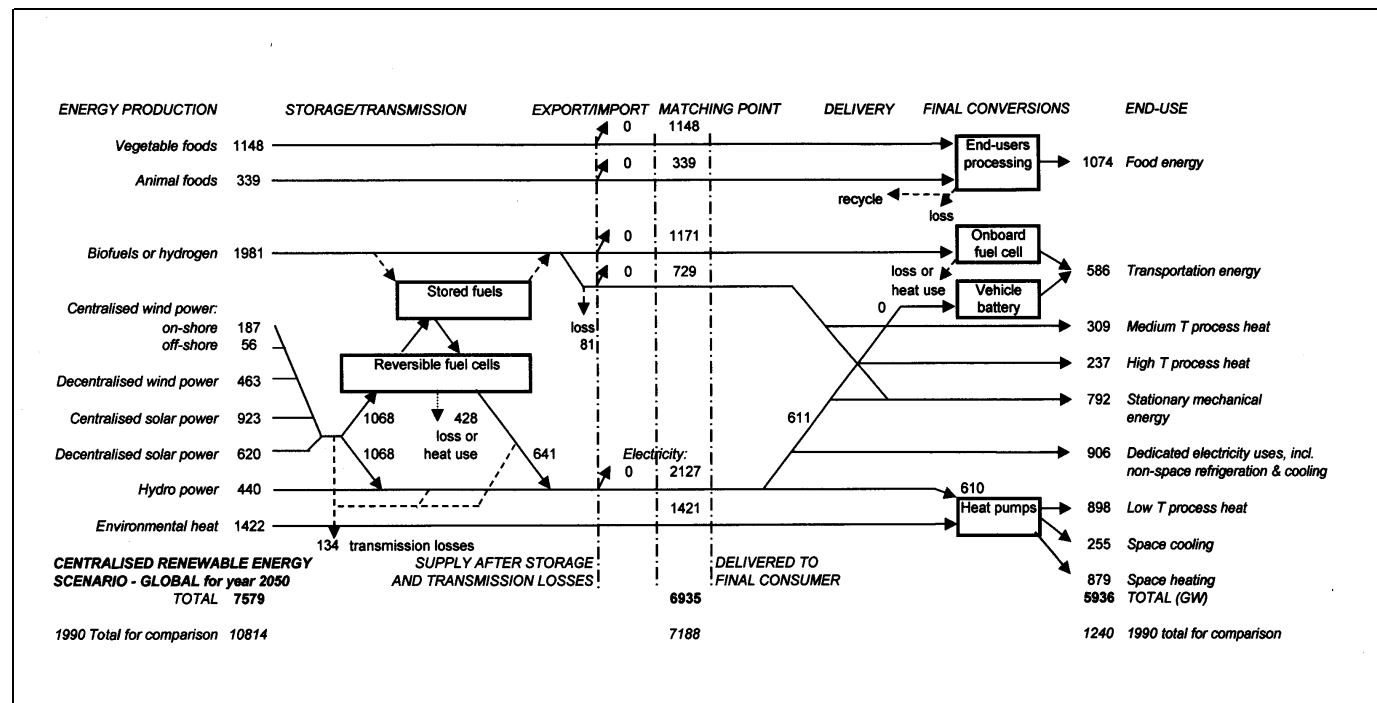 ENERGY PRODUCTION STORAGE/TRANSMISSION EXPORT/IMPORT MATCHING POINT DELIVERY FINAL CONVERSIONS END-USE
0 1148
Vegetable foods 1148
End-users
processing
1074 Food energy
0 339
Animal foods 339
recycle
loss
0 1171
Onboard
fuel cell
Biofuels or hydrogen 1981
0 729
loss or
heat use
586 Transportation energy
Stored fuels
Vehicle
battery
0
Centralised wind power:
on-shore 187
off-shore 56
loss
81
309 Medium T process heat
Reversible fuel cells
237 High T process heat
Decentralised wind power 463
792 Stationary mechanical
energy
Centralised solar power 923
1068
428
loss or
heat use
611
Decentralised solar power 620
1068
641
Electricity:
0 2127
906 Dedicated electricity uses, incl.
non-space refrigeration & cooling
Hydro power 440
610
1421
Heat pumps
898 Low T process heat
Environmental heat 1422
134 transmission losses
255 Space cooling
CENTRALISED RENEWABLE ENERGY
SCENARIO - GLOBAL for year 2050
SUPPLY AFTER STORAGE
AND TRANSMISSION LOSSES
DELIVERED TO
FINAL CONSUMER
879 Space heating
TOTAL 7579 6935 5936 TOTAL (GW)
1990 Total for comparison 10814 7188 1240 1990 total for comparison